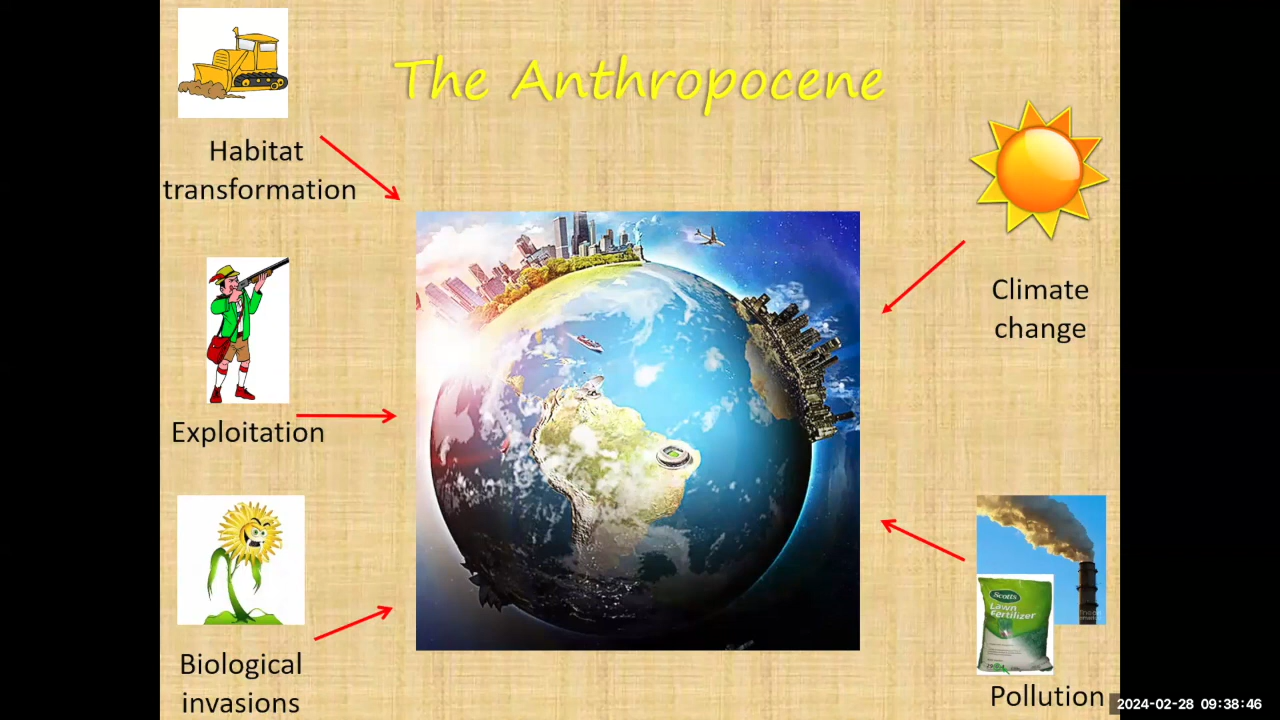 The Anthropocene
Habitat
transformation
Exploitation
Biological
invasions
Climate
change
Scotts
Lawn
Fertilizer
Pollution
2024-02-28 09:38:46